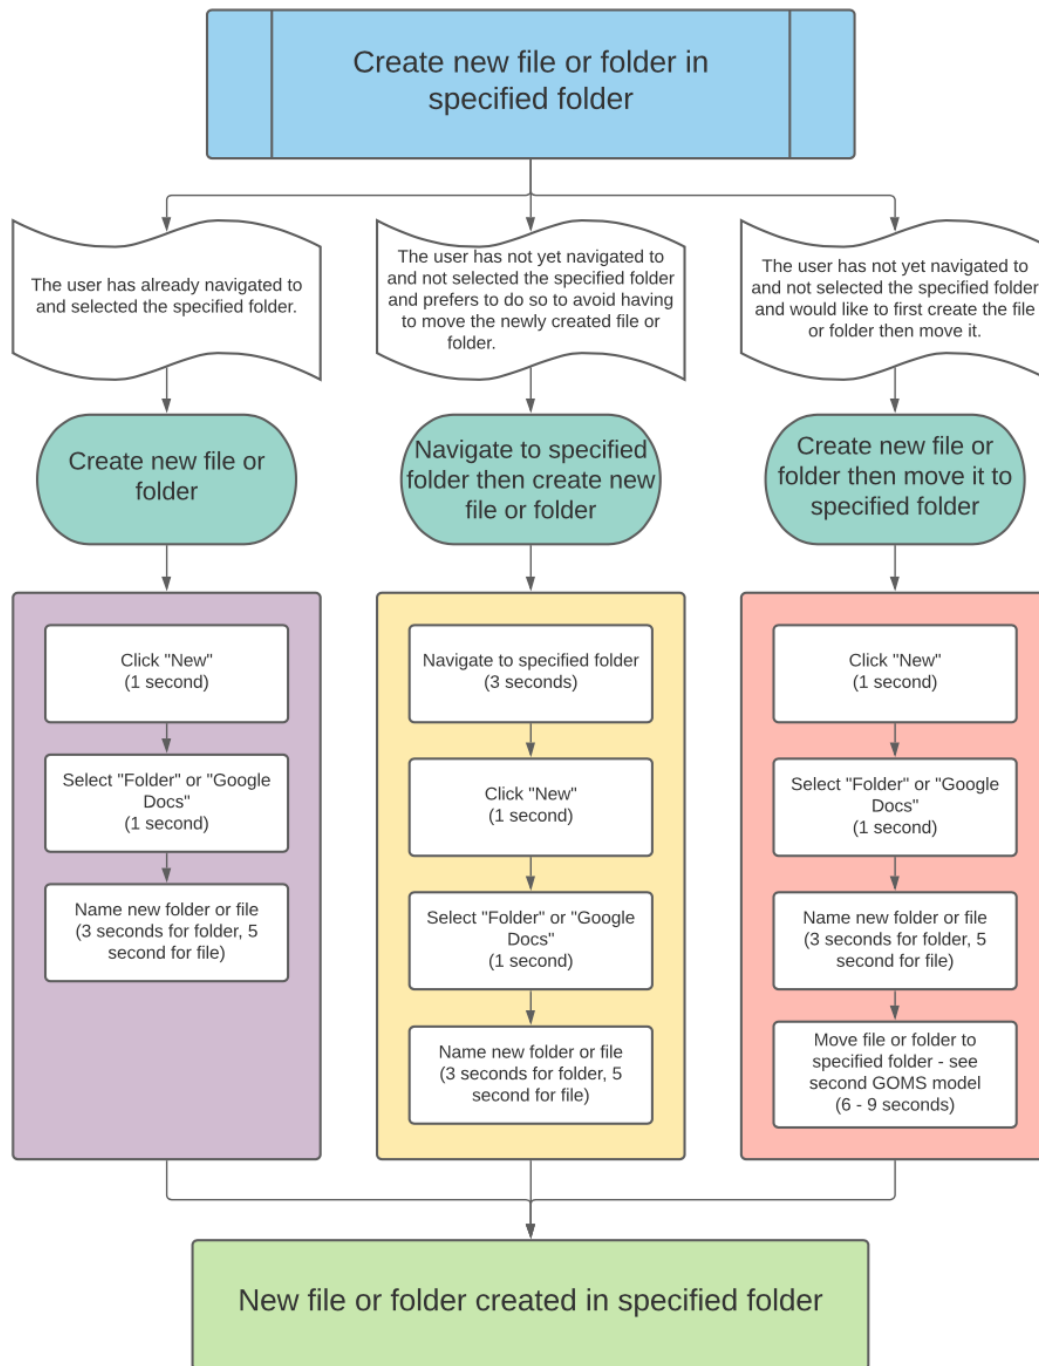 Create new file or folder in
specified folder
The user has already navigated to
and selected the specified folder.
The user has not yet navigated to
and not selected the specified folder
and prefers to do so to avoid having
to move the newly created file or
folder.
The user has not yet navigated to
and not selected the specified folder
and would like to first create the file
or folder then move it.
Create new file or
folder
Navigate to specified
folder then create new
file or folder
Create new file or
folder then move it to
specified folder
Click "New"
(1 second)
Select "Folder" or "Google
Docs"
(1 second)
Name new folder or file
(3 seconds for folder, 5
second for file)
Navigate to specified folder
(3 seconds)
Click "New"
(1 second)
Select "Folder" or "Google
Docs"
(1 second)
Name new folder or file
(3 seconds for folder, 5
second for file)
Click "New"
(1 second)
Select "Folder" or "Google
Docs"
(1 second)
Name new folder or file
(3 seconds for folder, 5
second for file)
Move file or folder to
specified folder - see
second GOMS model
(6 - 9 seconds)
New file or folder created in specified folder